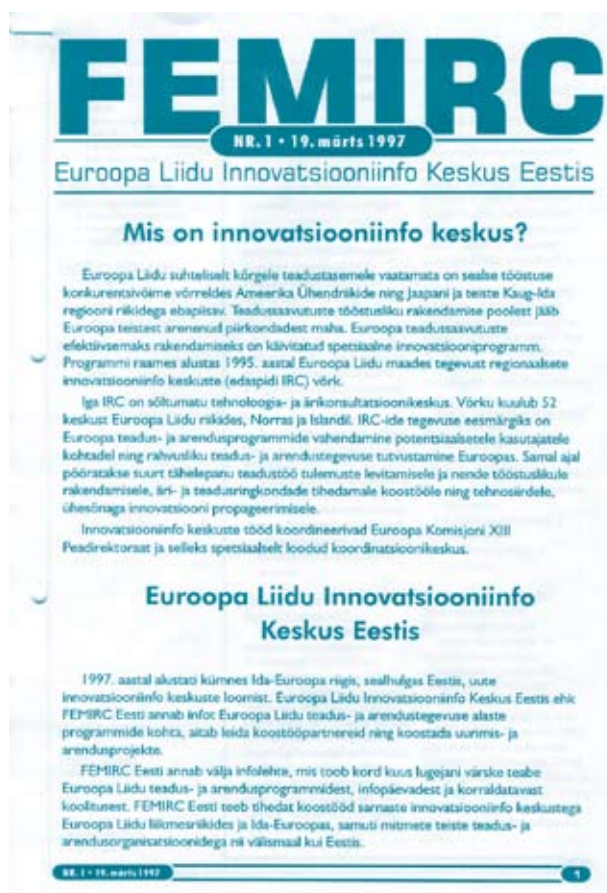 FEMIRC
NR. 1 • 19. märts 1997
Euroopa Liidu Innovatsiooniinfo Keskus Eestis
Mis on innovatsiooniinfo keskus?
Euroopa Liidu suhteliselt kõrgele teadustasemele vaatamata on sealse tööstuse
konkurentsivõime võrreldes Ameerika Ühendriikide ning Jaapani ja teiste Kaug-Ida
regiooni riikidega ebapiisav. Teadussaavutuste tööstusliku rakendamise poolest jääb
Euroopa teistest arenenud piirkondadest maha. Euroopa teadussaavutuste
efektiivsemaks rakendamiseks on käivitatud spetsiaalne innovatsiooniprogramm.
Programmi raames alustas 1995. aastal Euroopa Liidu maades tegevust regionaalsete
innovatsiooniinfo keskuste (edaspidi IRC) võrk.
Iga IRC on sõltumatu tehnoloogia- ja ärikonsultatsioonikeskus. Võrku kuulub 52
keskust Euroopa Liidu riikides, Norras ja Islandil. IRC-ide tegevuse eesmärgiks on
Euroopa teadus- ja arendusprogrammide vahendamine potentsiaalsetele kasutajatele
kohtadel ning rahvusliku teadus- ja arendustegevuse tutvustamine Euroopas. Samal ajal
pööratakse suurt tähelepanu teadustöö tulemuste levitamisele ja nende tööstuslikule
rakendamisele, äri- ja teadusringkondade tihedamale koostööle ning tehnosiirdele,
ühesõnaga innovatsiooni propageerimisele.
Innovatsiooniinfo keskuste tööd koordineerivad Euroopa Komisjoni XIII
Peadirektoraat ja selleks spetsiaalselt loodud koordinatsioonikeskus.
Euroopa Liidu Innovatsiooniinfo
Keskus Eestis
1997. aastal alustati kümnes Ida-Euroopa riigis, sealhulgas Eestis, uute
innovatsiooniinfo keskuste loomist. Euroopa Liidu Innovatsiooniinfo Keskus Eestis ehk
FEMIRC Eesti annab infot Euroopa Liidu teadus- ja arendustegevuse alaste
programmide kohta, aitab leida koostööpartnereid ning koostada uurimis- ja
arendusprojekte.
FEMIRC Eesti annab välja infolehte, mis toob kord kuus lugejani värske teabe
Euroopa Liidu teadus- ja arendusprogrammidest, infopäevadest ja korraldatavast
koolitusest. FEMIRC Eesti teeb tihedat koostööd sarnaste innovatsiooniinfo keskustega
Euroopa Liidu liikmesriikides ja Ida-Euroopas, samuti mitmete teiste teadus- ja
arendusorganisatsioonidega nii välismaal kui Eestis.
NR. 1 • 19. märts 1997
1